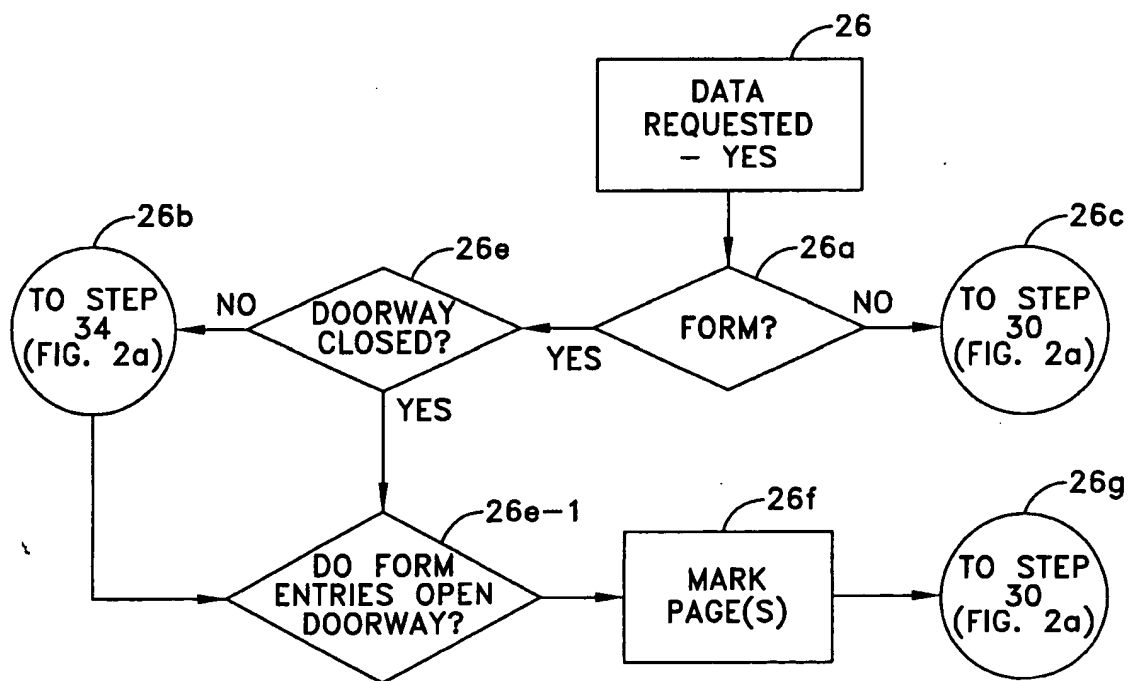 26
DATA
REQUESTED
– YES
26b
26e
26a
26c
TO STEP
34
(FIG. 2a)
NO
DOORWAY
CLOSED?
YES
FORM?
NO
TO STEP
30
(FIG. 2a)
YES
26e-1
26f
26g
DO FORM
ENTRIES OPEN
DOORWAY?
MARK
PAGE(S)
TO STEP
30
(FIG. 2a)